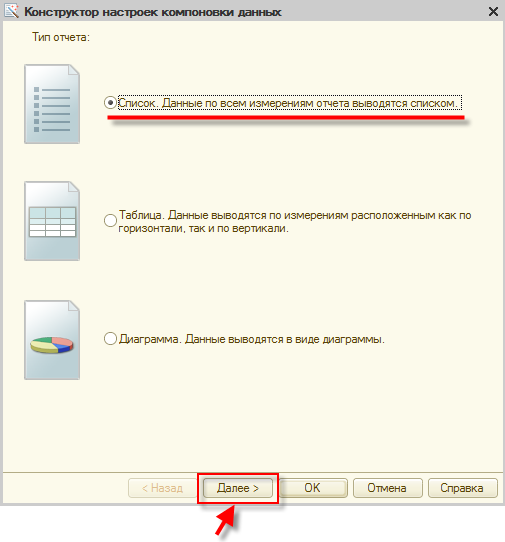 Конструктор настроек компоновки данных
Тип отчета:
Список. Данные по всем измерениям отчета выводятся списком.
Таблица. Данные выводятся по измерениям расположенным как по
горизонтали, так и по вертикали.
Диаграмма. Данные выводятся в виде диаграммы.
< Назад Далее > OK Отмена Справка